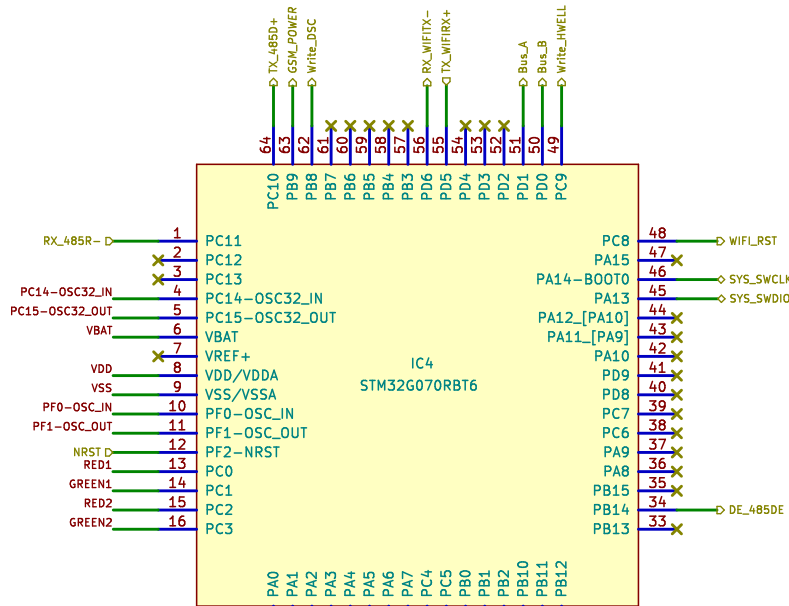 TX_485D+
GSM_POWER
Write_DSC
RX_WIFITX-
TX_WIFIRX+
Bus_A
Bus_B
Write_HWELL
64
63
62
61
60
59
58
57
56
55
54
53
52
51
50
49
PC10
PB9
PB8
PB7
PB6
PB5
PB4
PB3
PD6
PD5
PD4
PD3
PD2
PD1
PD0
PC9
RX_485R- 1 PC11
2 PC12
3 PC13
PC14-OSC32_IN 4 PC14-OSC32_IN
PC15-OSC32_OUT 5 PC15-OSC32_OUT
VBAT 6 VBAT
7 VREF+
VDD 8 VDD/VDDA
VSS 9 VSS/VSSA
PF0-OSC_IN 10 PF0-OSC_IN
PF1-OSC_OUT 11 PF1-OSC_OUT
NRST 12 PF2-NRST
RED1 13 PC0
GREEN1 14 PC1
RED2 15 PC2
GREEN2 16 PC3
IC4
STM32G070RBT6
PC8 48 WIFI_RST
PA15 47
PA14-BOOT0 46 SYS_SWCLK
PA13 45 SYS_SWDIO
PA12_[PA10] 44
PA11_[PA9] 43
PA10 42
PD9 41
PD8 40
PC7 39
PC6 38
PA9 37
PA8 36
PB15 35
PB14 34 DE_485DE
PB13 33
PA0
PA1
PA2
PA3
PA4
PA5
PA6
PA7
PC4
PC5
PB0
PB1
PB2
PB10
PB11
PB12